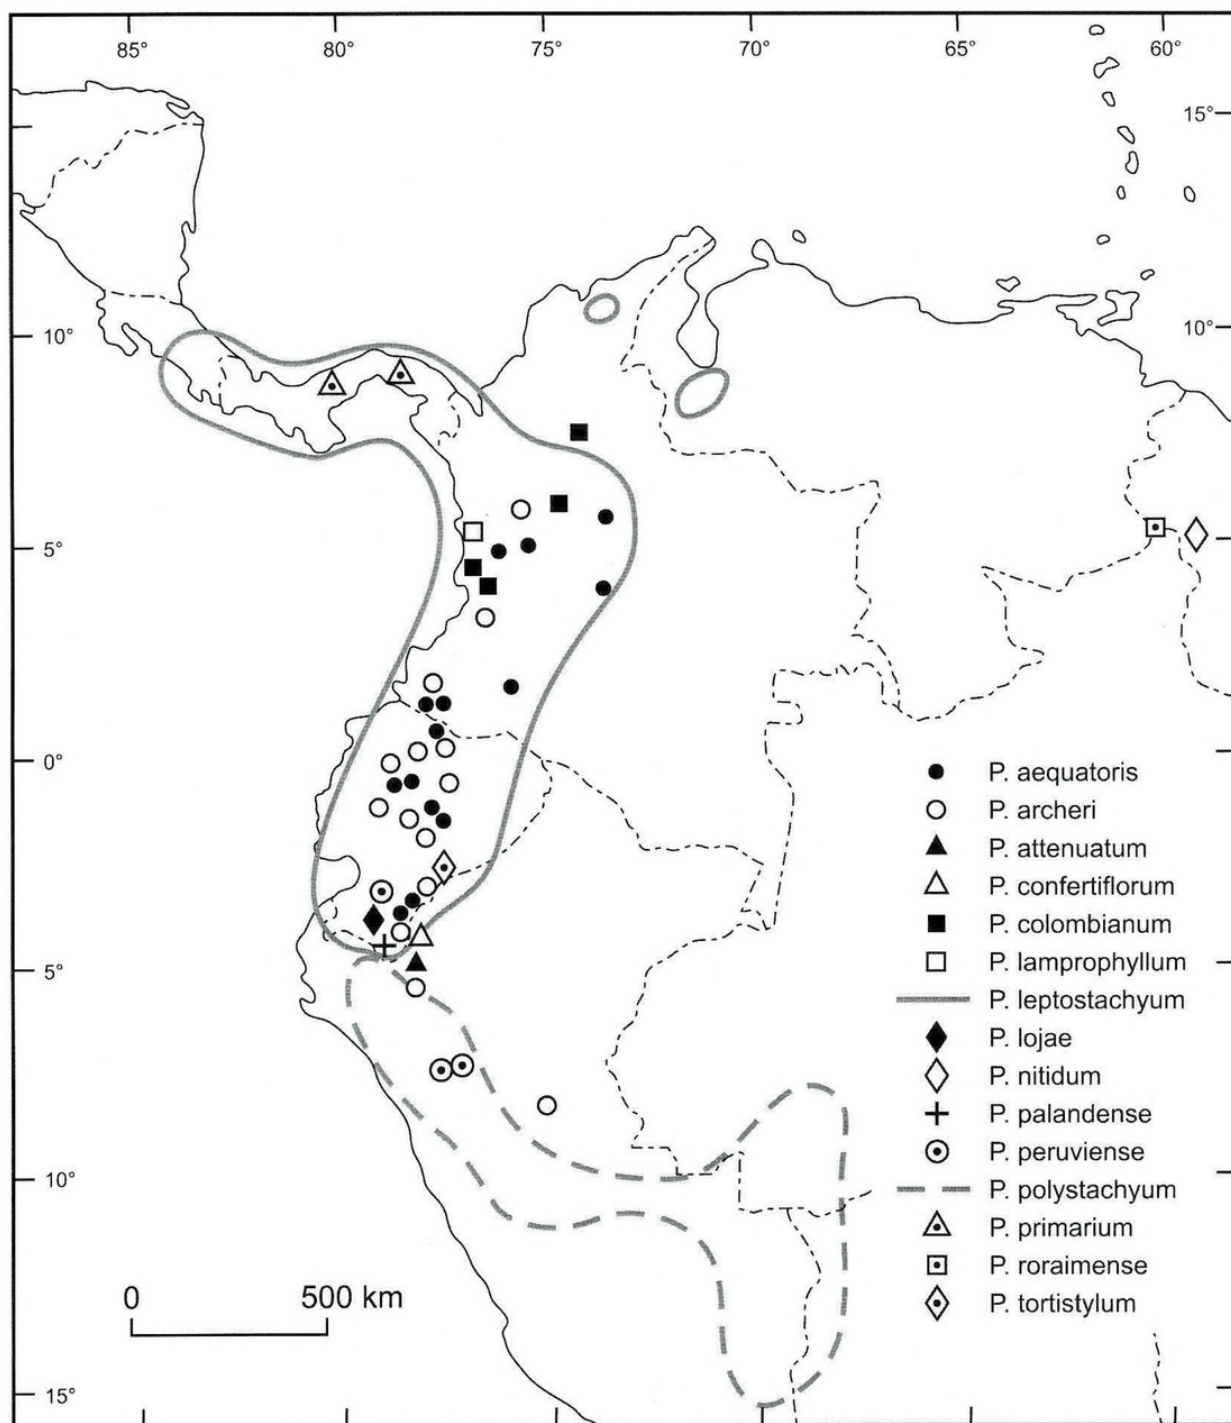 85° 80° 75° 70° 65° 60°
15°
10° 10°
5°
0°
5°
10°
15°
P. aequatoris
P. archeri
P. attenuatum
P. confertiflorum
P. colombianum
P. lamprophyllum
P. leptostachyum
P. lojae
P. nitidum
P. palandense
P. peruviense
P. polystachyum
P. primarium
P. roraimense
P. tortistylum
0 500 km